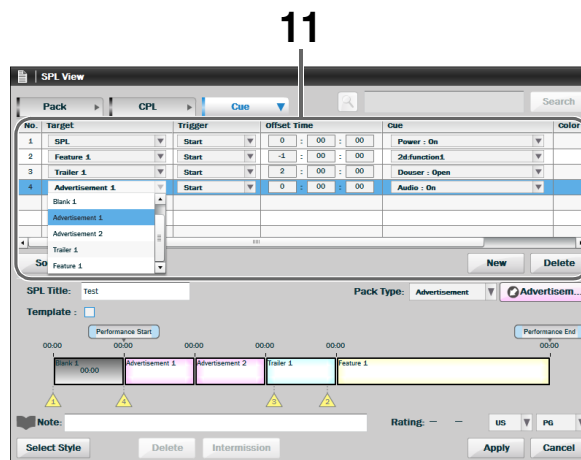 11
SPL View
Pack CPL Cue Search
No. Target Trigger Offset Time Cue Color
1 SPL Start 0 : 00 : 00 Power : On
2 Feature 1 Start -1 : 00 : 00 2d:function1
3 Trailer 1 Start 2 : 00 : 00 Douser : Open
4 Advertisement 1 Start 0 : 00 : 00 Audio : On
Blank 1
Advertisement 1
Advertisement 2
Trailer 1
Feature 1
So New Delete
SPL Title: Test Pack Type: Advertisement Advertisem...
Template :
Performance Start Performance End
00:00 00:00 00:00 00:00 00:00 00:00
Blank 1 Advertisement 1 Advertisement 2 Trailer 1 Feature 1
00:00
1 4 3 2
Note: Rating: — — US PG
Select Style Delete Intermission Apply Cancel